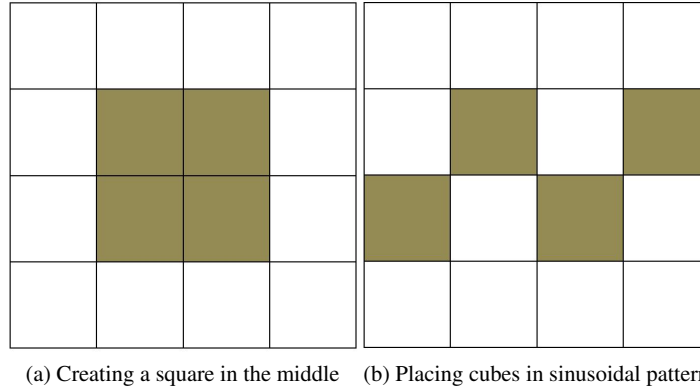 (a) Creating a square in the middle
(b) Placing cubes in sinusoidal pattern